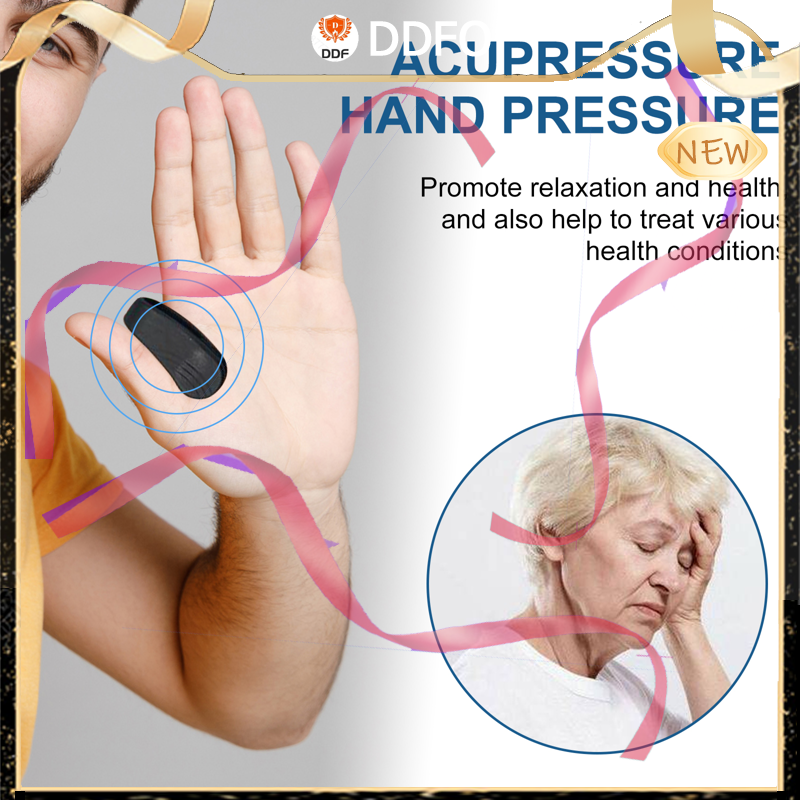 DDF
ACUPRESSURE
HAND PRESSURE
NEW
Promote relaxation and health
and also help to treat various
health conditions